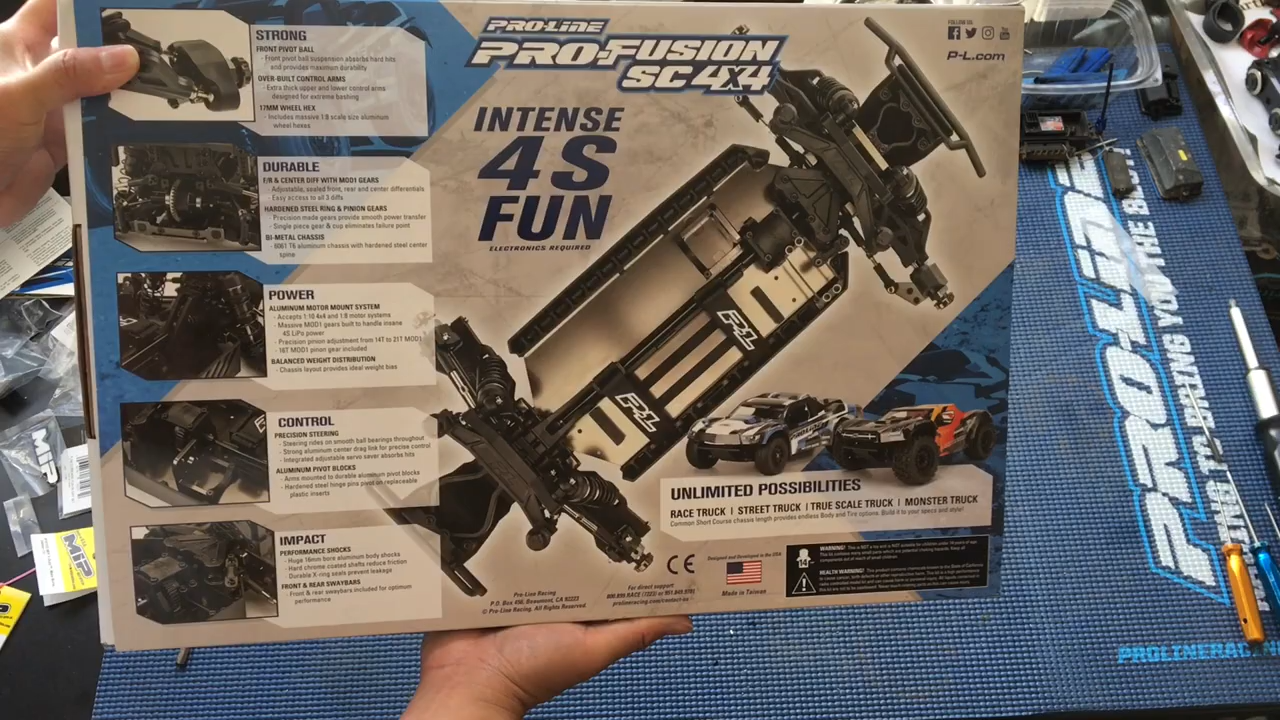 STRONG
FRONT PIVOT BALL
- Front pivot ball suspension absorbs hard hits
and provides maximum durability
OVER-BUILT CONTROL ARMS
- Extra thick upper and lower control arms
designed for extreme bashing
17MM WHEEL HEX
- Includes massive 1:8 scale size aluminum
wheel hexes
DURABLE
F/R & CENTER DIFF WITH MOD1 GEARS
- Adjustable, sealed front, rear and center differentials
- Easy access to all 3 diffs
HARDENED STEEL RING & PINION GEARS
- Precision made gears provide smooth power transfer
- Single piece gear & cup eliminates failure point
BI-METAL CHASSIS
- 6061 T6 aluminum chassis with hardened steel center
spine
POWER
ALUMINUM MOTOR MOUNT SYSTEM
- Accepts 1:10 4x4 and 1:8 motor systems
- Massive MOD1 gears built to handle insane
4S LiPo power
- Precision pinion adjustment from 14T to 21T MOD1
- 16T MOD1 pinion gear included
BALANCED WEIGHT DISTRIBUTION
- Chassis layout provides ideal weight bias
CONTROL
PRECISION STEERING
- Steering rides on smooth ball bearings throughout
- Strong aluminum center drag link for precise control
- Integrated adjustable servo saver absorbs hits
ALUMINUM PIVOT BLOCKS
- Arms mounted to durable aluminum pivot blocks
- Hardened steel hinge pins pivot on replaceable
plastic inserts
IMPACT
PERFORMANCE SHOCKS
- Huge 16mm bore aluminum body shocks
- Hard chrome coated shafts reduce friction
- Durable X-ring seals prevent leakage
FRONT & REAR SWAYBARS
- Front & rear swaybars included for optimum
performance
PRO-LINE
PRO-FUSION
SC 4X4
INTENSE
4S
FUN
ELECTRONICS REQUIRED
FOLLOW US
P-L.com
P-L
P-L
UNLIMITED POSSIBILITIES
RACE TRUCK | STREET TRUCK | TRUE SCALE TRUCK | MONSTER TRUCK
Common Short Course chassis length provides endless Body and Tire options. Build it to your specs and style!
Pro-Line Racing
P.O. Box 456, Beaumont, CA 92223
© Pro-Line Racing. All Rights Reserved.
For direct support
800.899.RACE (7223) or 951.849.9781
prolineracing.com/contact-us
CE
Designed and Developed in the USA
Made in Taiwan
14+
WARNING!
HEALTH WARNING!
MIP
MIP
PRO-LINE
PROLINERACING